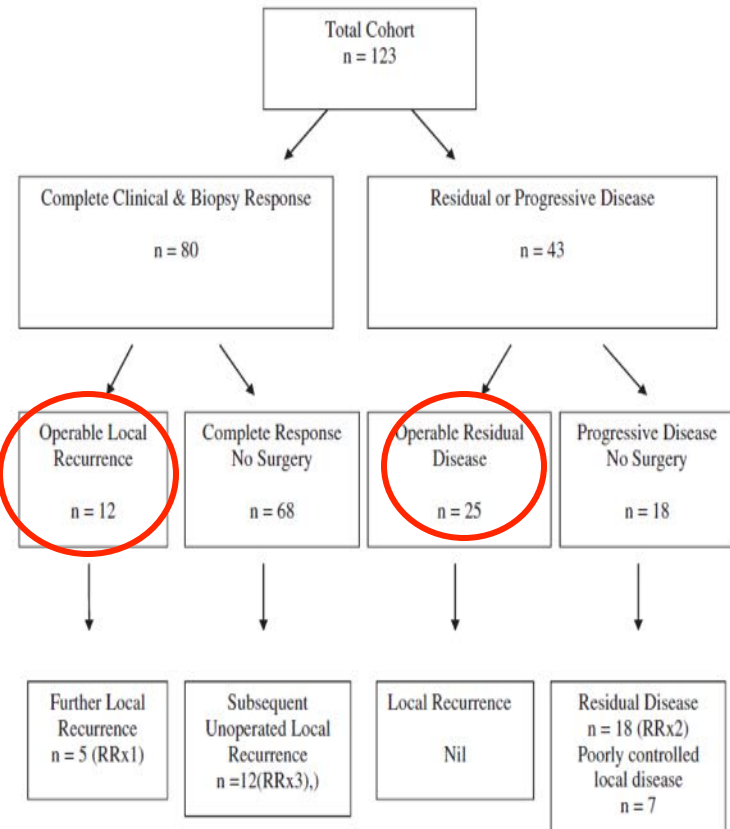 Total Cohort
n = 123
Complete Clinical & Biopsy Response
n = 80
Residual or Progressive Disease
n = 43
Operable Local
Recurrence
n = 12
Complete Response
No Surgery
n = 68
Operable Residual
Disease
n = 25
Progressive Disease
No Surgery
n = 18
Further Local
Recurrence
n = 5 (RRx1)
Subsequent
Unoperated Local
Recurrence
n =12(RRx3),)
Local Recurrence
Nil
Residual Disease
n = 18 (RRx2)
Poorly controlled
local disease
n = 7